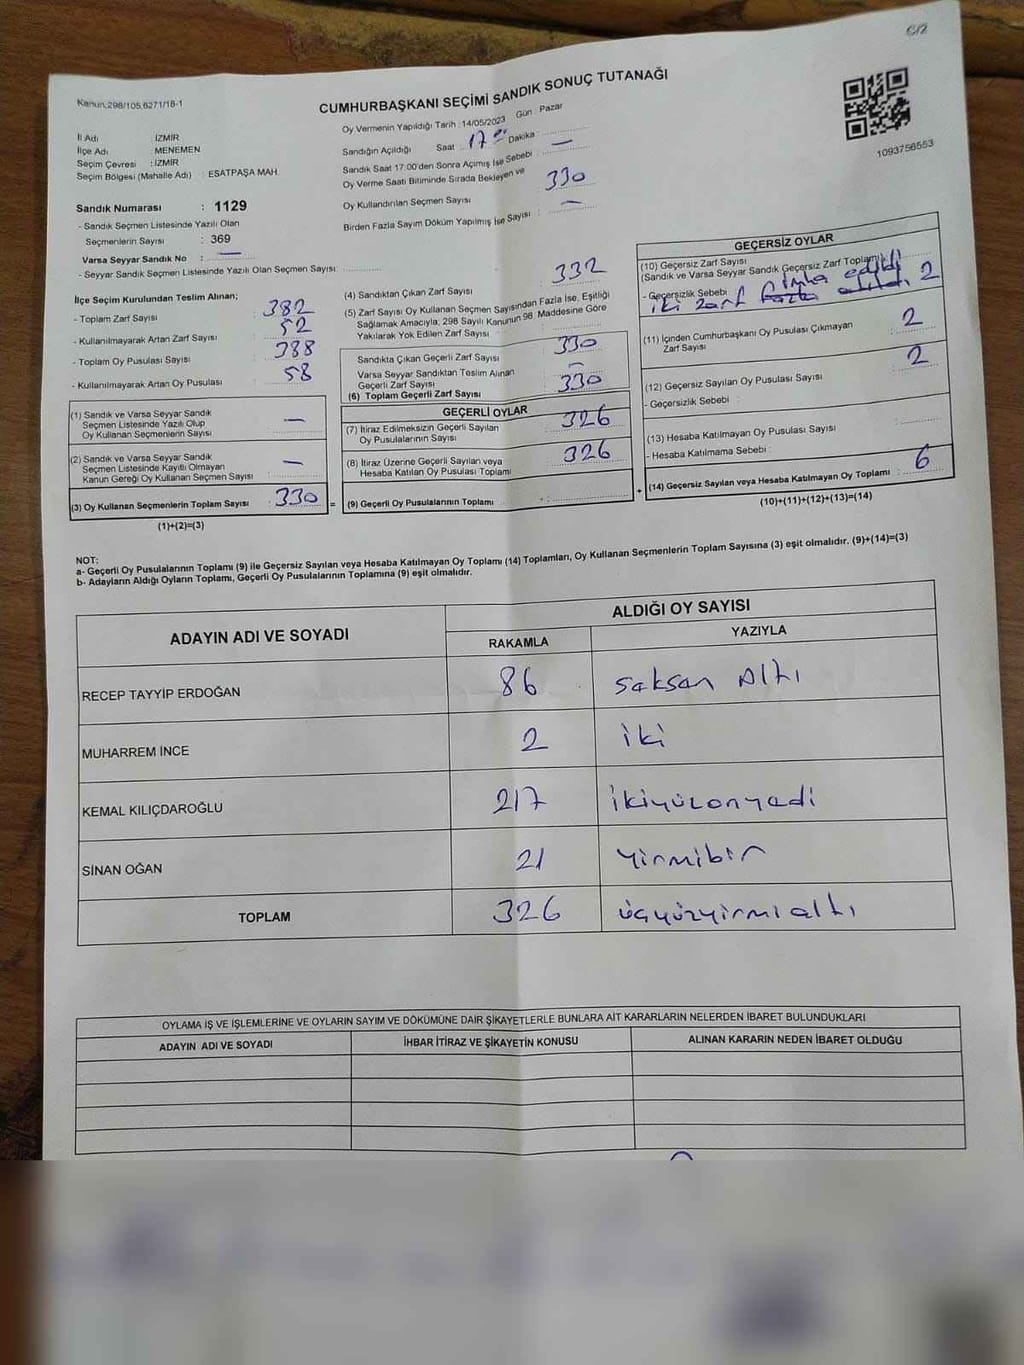 6/2
Kanun,298/105,6271/18-1
CUMHURBAŞKANI SEÇİMİ SANDIK SONUÇ TUTANAĞI
Oy Vermenin Yapıldığı Tarih : 14/05/2023 Gün : Pazar
1093756553
İl Adı : İZMİR
İlçe Adı : MENEMEN
Seçim Çevresi : İZMİR
Seçim Bölgesi (Mahalle Adı) : ESATPAŞA MAH.
Sandık Numarası : 1129
- Sandık Seçmen Listesinde Yazılı Olan
Seçmenlerin Sayısı : 369
Varsa Seyyar Sandık No : —
- Seyyar Sandık Seçmen Listesinde Yazılı Olan Seçmen Sayısı:
Sandığın Açıldığı Saat : 17 00 Dakika :
Sandık Saat 17:00'den Sonra Açımış İse Sebebi : —
Oy Verme Saati Bitiminde Sırada Bekleyen ve
Oy Kullandırılan Seçmen Sayısı : 330
Birden Fazla Sayım Döküm Yapılmış İse Sayısı : —
İlçe Seçim Kurulundan Teslim Alınan;
- Toplam Zarf Sayısı : 382
- Kullanılmayarak Artan Zarf Sayısı : 52
- Toplam Oy Pusulası Sayısı : 388
- Kullanılmayarak Artan Oy Pusulası : 58
(1) Sandık ve Varsa Seyyar Sandık
Seçmen Listesinde Yazılı Olup
Oy Kullanan Seçmenlerin Sayısı : —
(2) Sandık ve Varsa Seyyar Sandık
Seçmen Listesinde Kayıtlı Olmayan
Kanun Gereği Oy Kullanan Seçmen Sayısı : —
(3) Oy Kullanan Seçmenlerin Toplam Sayısı : 330 =
(1)+(2)=(3)
(4) Sandıktan Çıkan Zarf Sayısı : 332
(5) Zarf Sayısı Oy Kullanan Seçmen Sayısından Fazla İse, Eşitliği
Sağlamak Amacıyla, 298 Sayılı Kanunun 98. Maddesine Göre
Yakılarak Yok Edilen Zarf Sayısı :
Sandıkta Çıkan Geçerli Zarf Sayısı : 330
Varsa Seyyar Sandıktan Teslim Alınan
Geçerli Zarf Sayısı : —
(6) Toplam Geçerli Zarf Sayısı : 330
GEÇERLİ OYLAR
(7) İtiraz Edilmeksizin Geçerli Sayılan
Oy Pusulalarının Sayısı : 326
(8) İtiraz Üzerine Geçerli Sayılan veya
Hesaba Katılan Oy Pusulası Toplamı : 326
(9) Geçerli Oy Pusulalarının Toplamı :
+
GEÇERSİZ OYLAR
(10) Geçersiz Zarf Sayısı
(Sandık ve Varsa Seyyar Sandık Geçersiz Zarf Toplamı) :
imha edildi
- Geçersizlik Sebebi : iki zarf fazla 2
(11) İçinden Cumhurbaşkanı Oy Pusulası Çıkmayan
Zarf Sayısı : 2
(12) Geçersiz Sayılan Oy Pusulası Sayısı : 2
- Geçersizlik Sebebi :
(13) Hesaba Katılmayan Oy Pusulası Sayısı :
- Hesaba Katılmama Sebebi :
(14) Geçersiz Sayılan veya Hesaba Katılmayan Oy Toplamı : 6
(10)+(11)+(12)+(13)=(14)
NOT:
a- Geçerli Oy Pusulalarının Toplamı (9) ile Geçersiz Sayılan veya Hesaba Katılmayan Oy Toplamı (14) Toplamları, Oy Kullanan Seçmenlerin Toplam Sayısına (3) eşit olmalıdır. (9)+(14)=(3)
b- Adayların Aldığı Oyların Toplamı, Geçerli Oy Pusulalarının Toplamına (9) eşit olmalıdır.
ADAYIN ADI VE SOYADI
ALDIĞI OY SAYISI
RAKAMLA YAZIYLA
RECEP TAYYİP ERDOĞAN 86 saksan Altı
MUHARREM İNCE 2 iki
KEMAL KILIÇDAROĞLU 217 ikiyüzonyedi
SİNAN OĞAN 21 yirmibir
TOPLAM 326 üçyüzyirmialtı
OYLAMA İŞ VE İŞLEMLERİNE VE OYLARIN SAYIM VE DÖKÜMÜNE DAİR ŞİKAYETLERLE BUNLARA AİT KARARLARIN NELERDEN İBARET BULUNDUKLARI
ADAYIN ADI VE SOYADI İHBAR İTİRAZ VE ŞİKAYETİN KONUSU ALINAN KARARIN NEDEN İBARET OLDUĞU